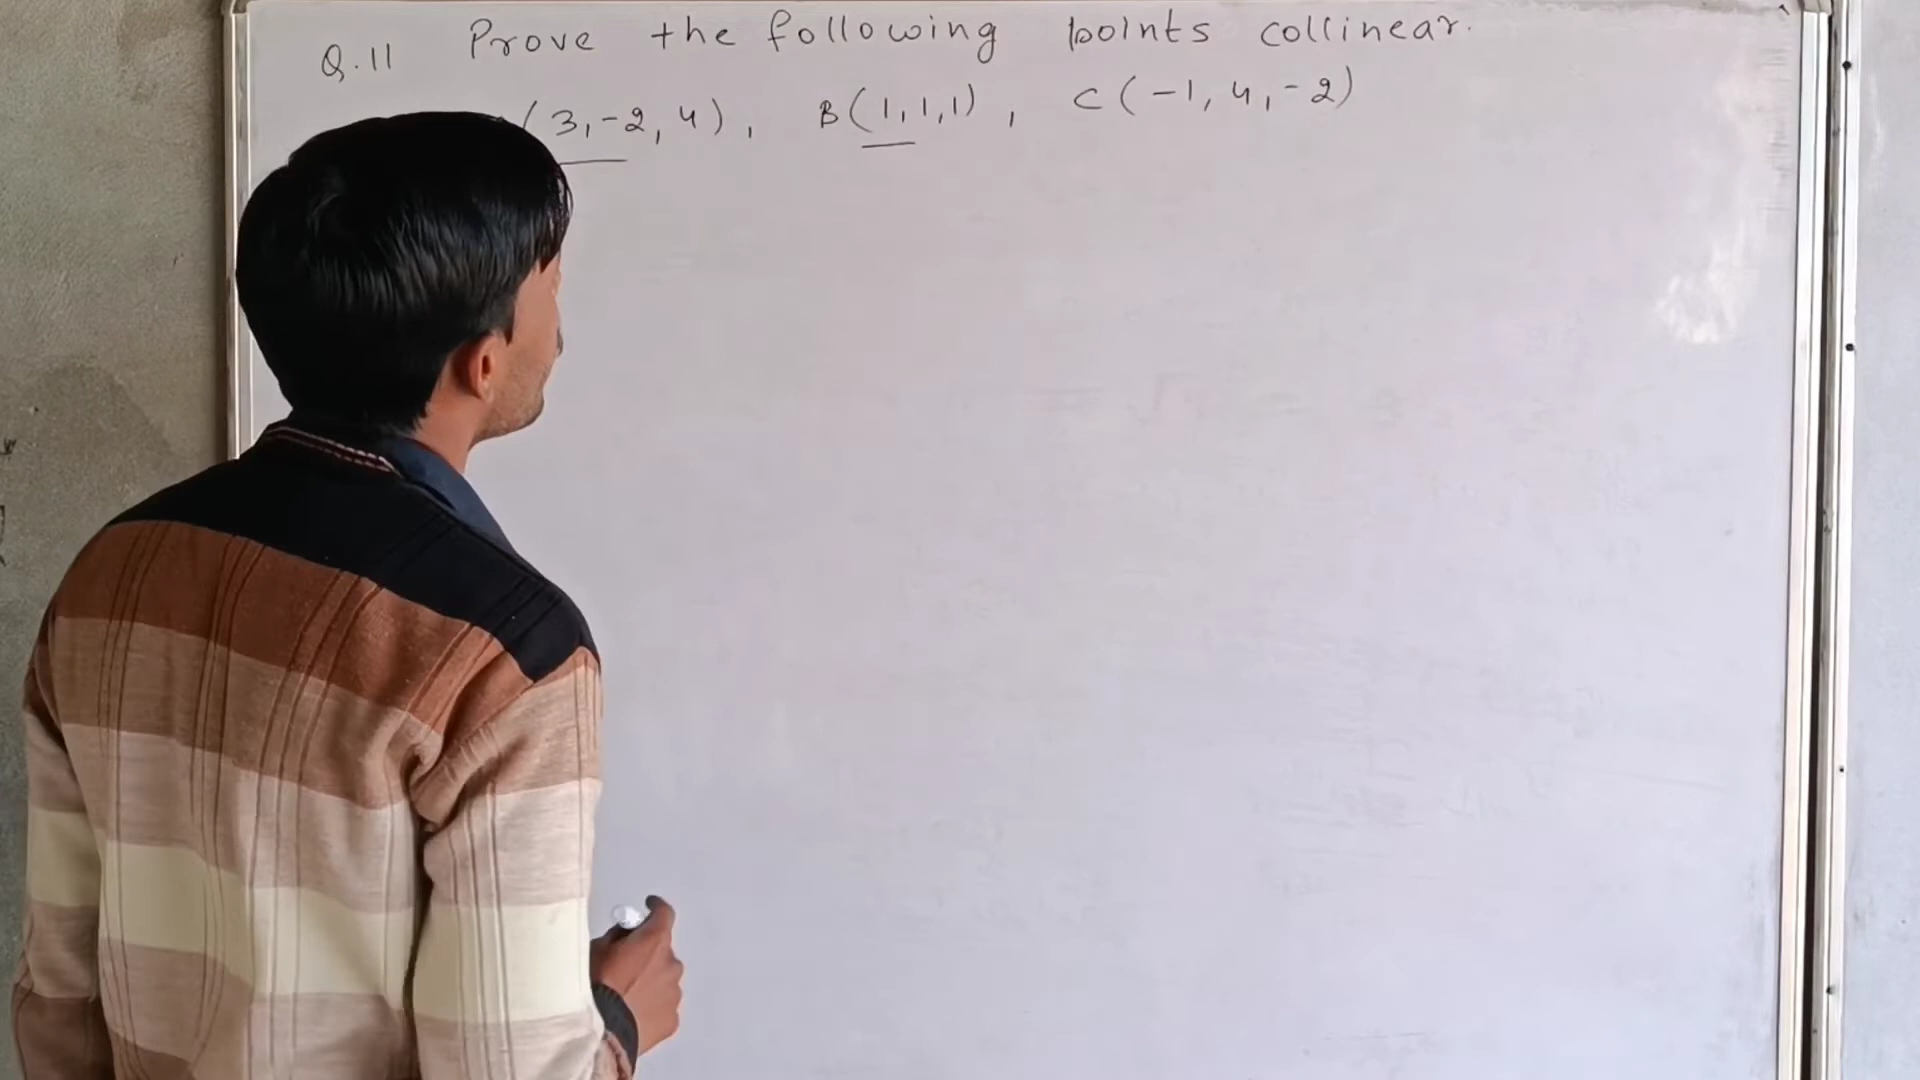 Q.11 Prove the following points collinear.
(3,-2,4), B(1,1,1), C(-1,4,-2)